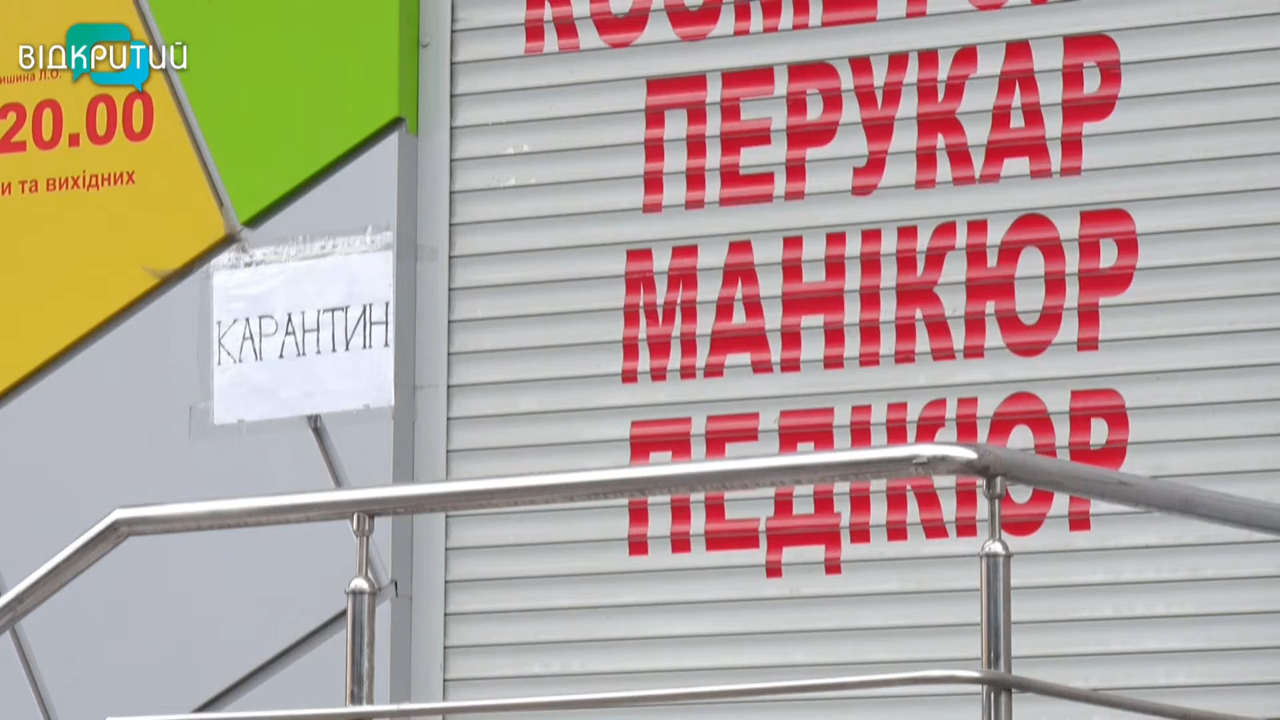 ВІДКРИТИЙ
20.00
та вихідних
КАРАНТИН
ПЕРУКАР
МАНІКЮР
ПЕДІКЮР